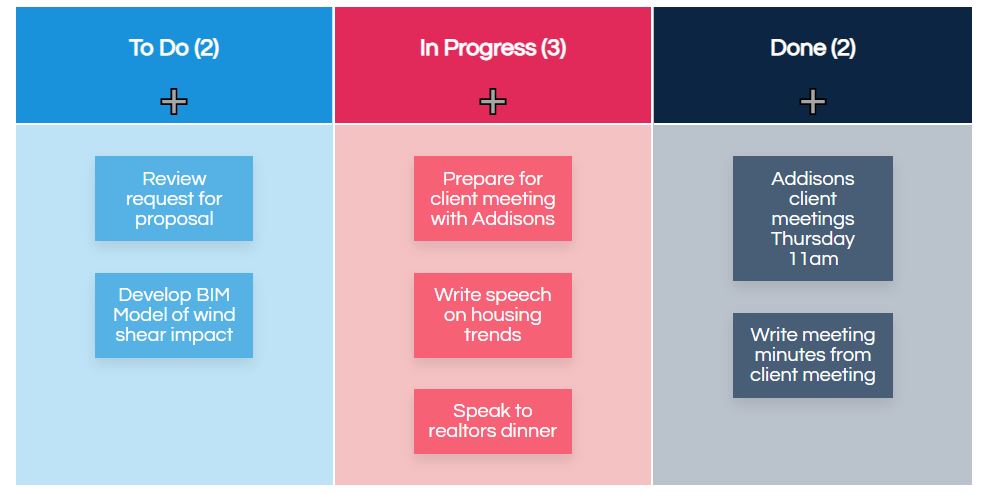 To Do (2)
In Progress (3)
Done (2)
Review
request for
proposal
Develop BIM
Model of wind
shear impact
Prepare for
client meeting
with Addisons
Write speech
on housing
trends
Speak to
realtors dinner
Addisons
client
meetings
Thursday
11am
Write meeting
minutes from
client meeting